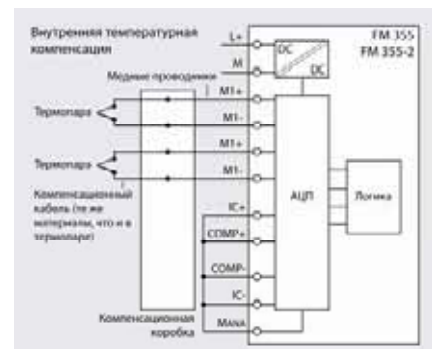 Внутренняя температурная
компенсация
L+
FM 355
FM 355-2
DC
DC
M
Медные проводники
M1+
Термопара
M1-
M1+
Термопара
M1-
Компенсационный
кабель (те же
материалы, что и в
термопаре)
IC+
АЦП
Логика
COMP+
COMP-
IC-
Компенсационная
коробка
MANA